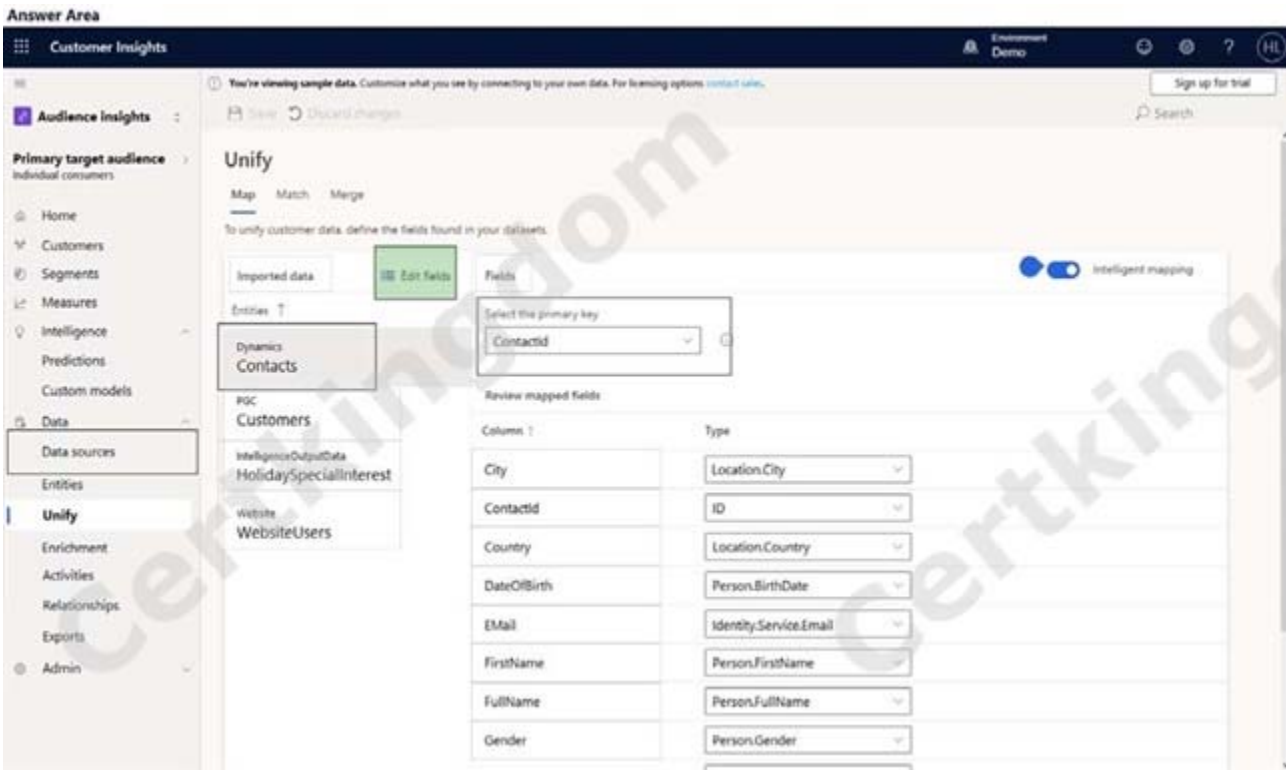 Answer Area
Customer Insights
Environment
Demo
?
HL
You're viewing sample data. Customize what you see by connecting to your own data. For licensing options contact sales.
Sign up for trial
Audience insights
Save Discard changes
Search
Primary target audience
Individual consumers
Unify
Map Match Merge
To unify customer data, define the fields found in your datasets.
Home
Customers
Segments
Measures
Intelligence
Predictions
Custom models
Data
Data sources
Entities
Unify
Enrichment
Activities
Relationships
Exports
Admin
Imported data
Edit fields
Entities ↑
Dynamics
Contacts
PGC
Customers
IntelligenceOutputData
HolidaySpecialInterest
Website
WebsiteUsers
Fields
Intelligent mapping
Select the primary key
ContactId
Review mapped fields
Column ↑ Type
City Location.City
ContactId ID
Country Location.Country
DateOfBirth Person.BirthDate
EMail Identity.Service.Email
FirstName Person.FirstName
FullName Person.FullName
Gender Person.Gender
Certkingdom
Certking